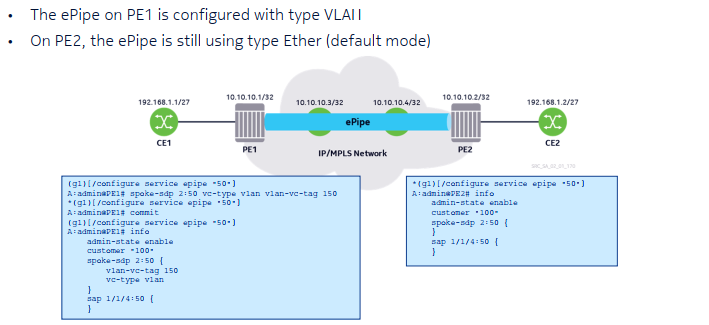 • The ePipe on PE1 is configured with type
• On PE2, the ePipe is still using type Ether (default mode)
192.168.1.1/27
10.10.10.1/32
10.10.10.3/32
10.10.10.4/32
10.10.10.2/32
192.168.1.2/27
ePipe
CE1
PE1
IP/MPLS Network
PE2
CE2
(gl)[/configure service epipe "50"]
A:admin@PE1# spoke-sdp 2:50 vc-type vlan vlan-vc-tag 150
*(gl)[/configure service epipe "50"]
A:admin@PE1# commit
(gl)[/configure service epipe "50"]
A:admin@PE1# info
admin-state enable
customer "100"
spoke-sdp 2:50 {
vlan-vc-tag 150
vc-type vlan
}
sap 1/1/4:50 {
}
*(gl)[/configure service epipe "50"]
A:admin@PE2# info
admin-state enable
customer "100"
spoke-sdp 2:50 {
}
sap 1/1/4:50 {
}